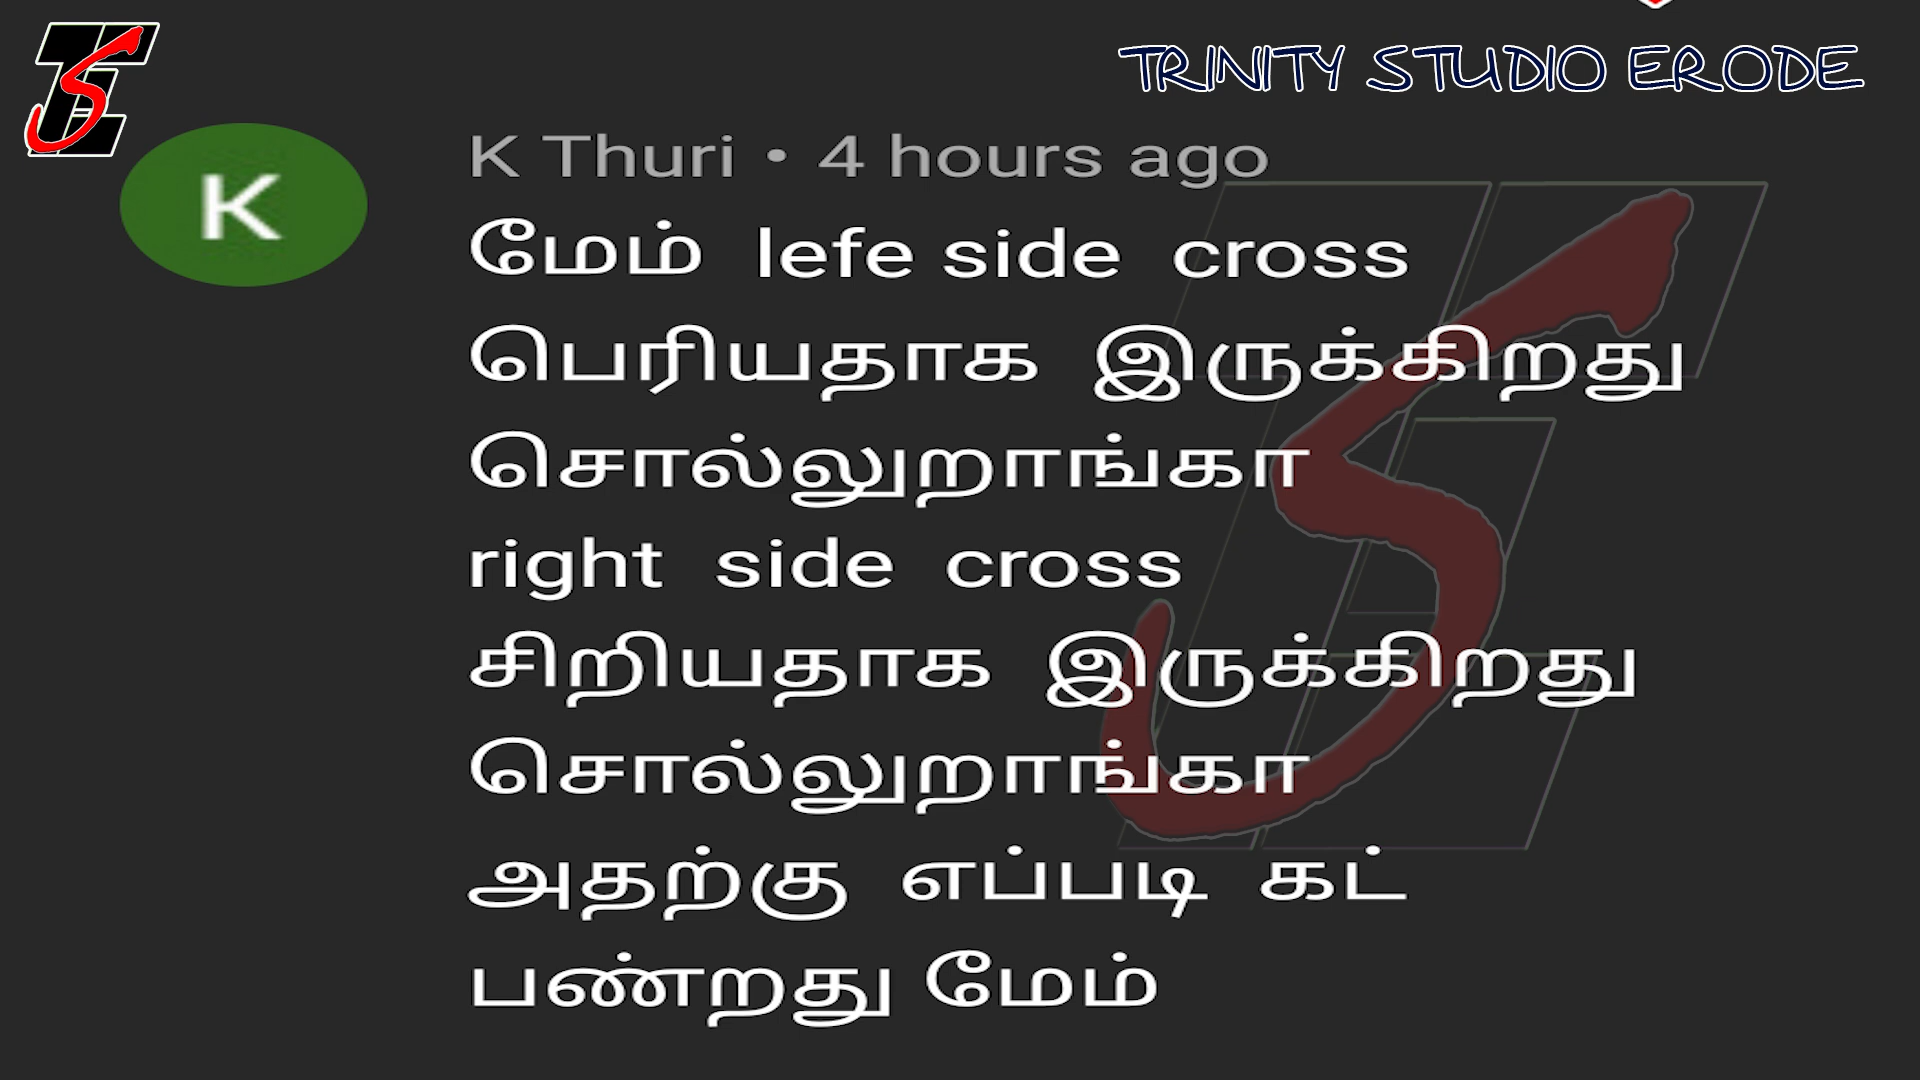 TRINITY STUDIO ERODE
K
K Thuri • 4 hours ago
மேம் lefe side cross
பெரியதாக இருக்கிறது
சொல்லுறாங்கா
right side cross
சிறியதாக இருக்கிறது
சொல்லுறாங்கா
அதற்கு எப்படி கட்
பண்றது மேம்